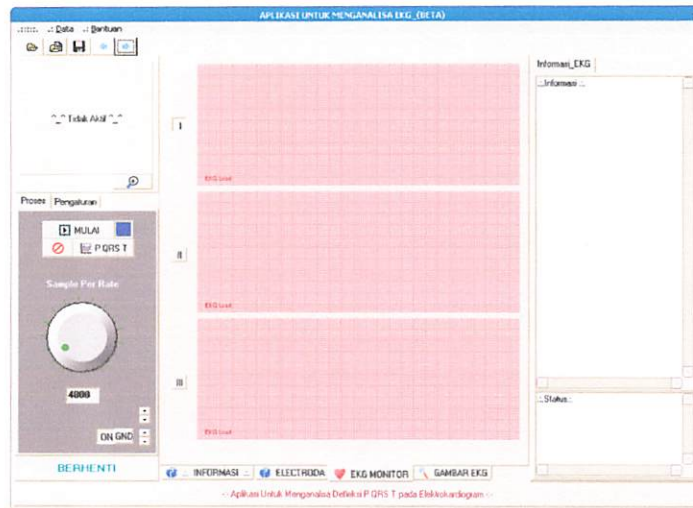 APLIKASI UNTUK MENGANALISA EKG_(BETA)
.: Data .: Bantuan
^_^ Tidak Aktif ^_^
Proses Pengaturan
MULAI
P QRS T
Sample Per Rate
4000
ON GND
BERHENTI
I
EKG Lead
II
EKG Lead
III
EKG Lead
.: INFORMASI :.
ELECTRODA
EKG MONITOR
GAMBAR EKG
Informasi_EKG
.:Informasi :.
.:Status:.
-:- Aplikasi Untuk Menganalisa Defleksi P QRS T pada Elektrokardiogram -:-